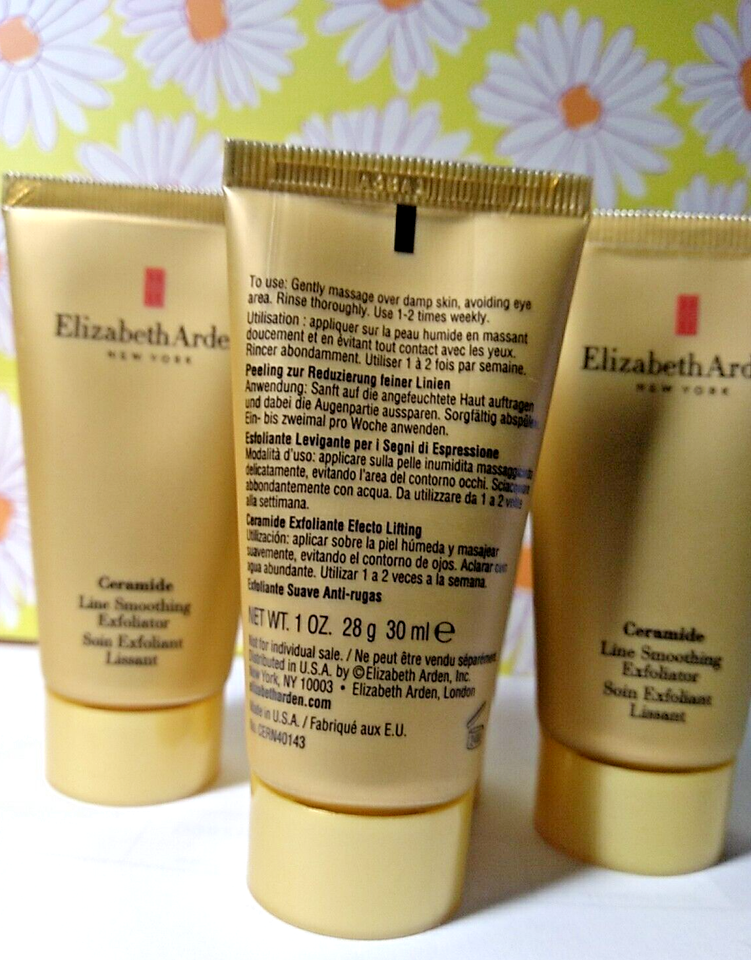 ElizabethArde
NEW YORK
Ceramide
Line Smoothing
Exfoliator
Soin Exfoliant
Lissant
To use: Gently massage over damp skin, avoiding eye
area. Rinse thoroughly. Use 1-2 times weekly.
Utilisation : appliquer sur la peau humide en massant
doucement et en évitant tout contact avec les yeux.
Rincer abondamment. Utiliser 1 à 2 fois par semaine.
Peeling zur Reduzierung feiner Linien
Anwendung: Sanft auf die angefeuchtete Haut auftragen
und dabei die Augenpartie aussparen. Sorgfältig
Ein- bis zweimal pro Woche anwenden.
Esfoliante Levigante per i Segni di Espressione
Modalità d'uso: applicare sulla pelle inumidita
delicatamente, evitando l'area del contorno occhi.
abbondantemente con acqua. Da utilizzare da 1 a 2
alla settimana.
Ceramide Exfoliante Efecto Lifting
Utilización: aplicar sobre la piel húmeda y masajear
suavemente, evitando el contorno de ojos. Aclarar con
agua abundante. Utilizar 1 a 2 veces a la semana.
Exfoliante Suave Anti-rugas
NET WT. 1 OZ. 28 g 30 ml e
Not for individual sale. / Ne peut être vendu séparément.
Distributed in U.S.A. by ©Elizabeth Arden, Inc.
New York, NY 10003 • Elizabeth Arden, London
elizabetharden.com
Made in U.S.A. / Fabriqué aux E.U.
CERN40143
ElizabethArd
NEW YORK
Ceramide
Line Smoothing
Exfoliator
Soin Exfoliant
Lissant